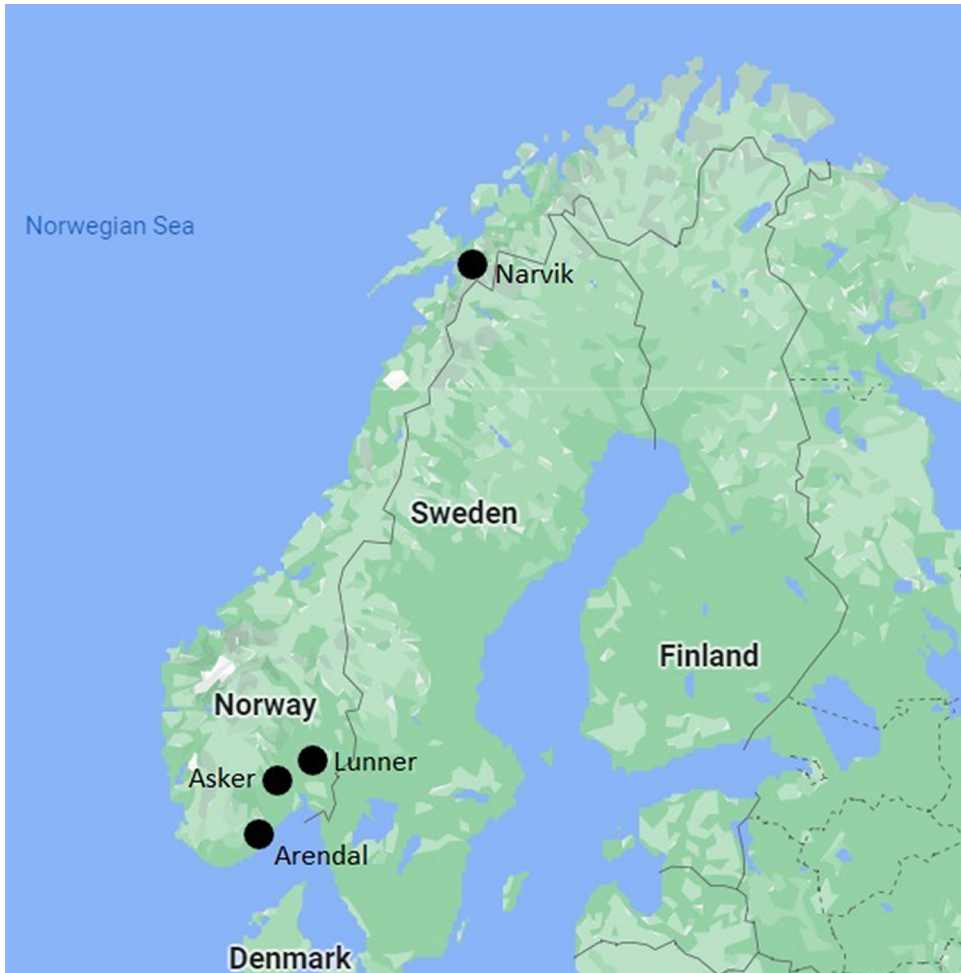 Norwegian Sea
Narvik
Sweden
Finland
Norway
Lunner
Asker
Arendal
Denmark